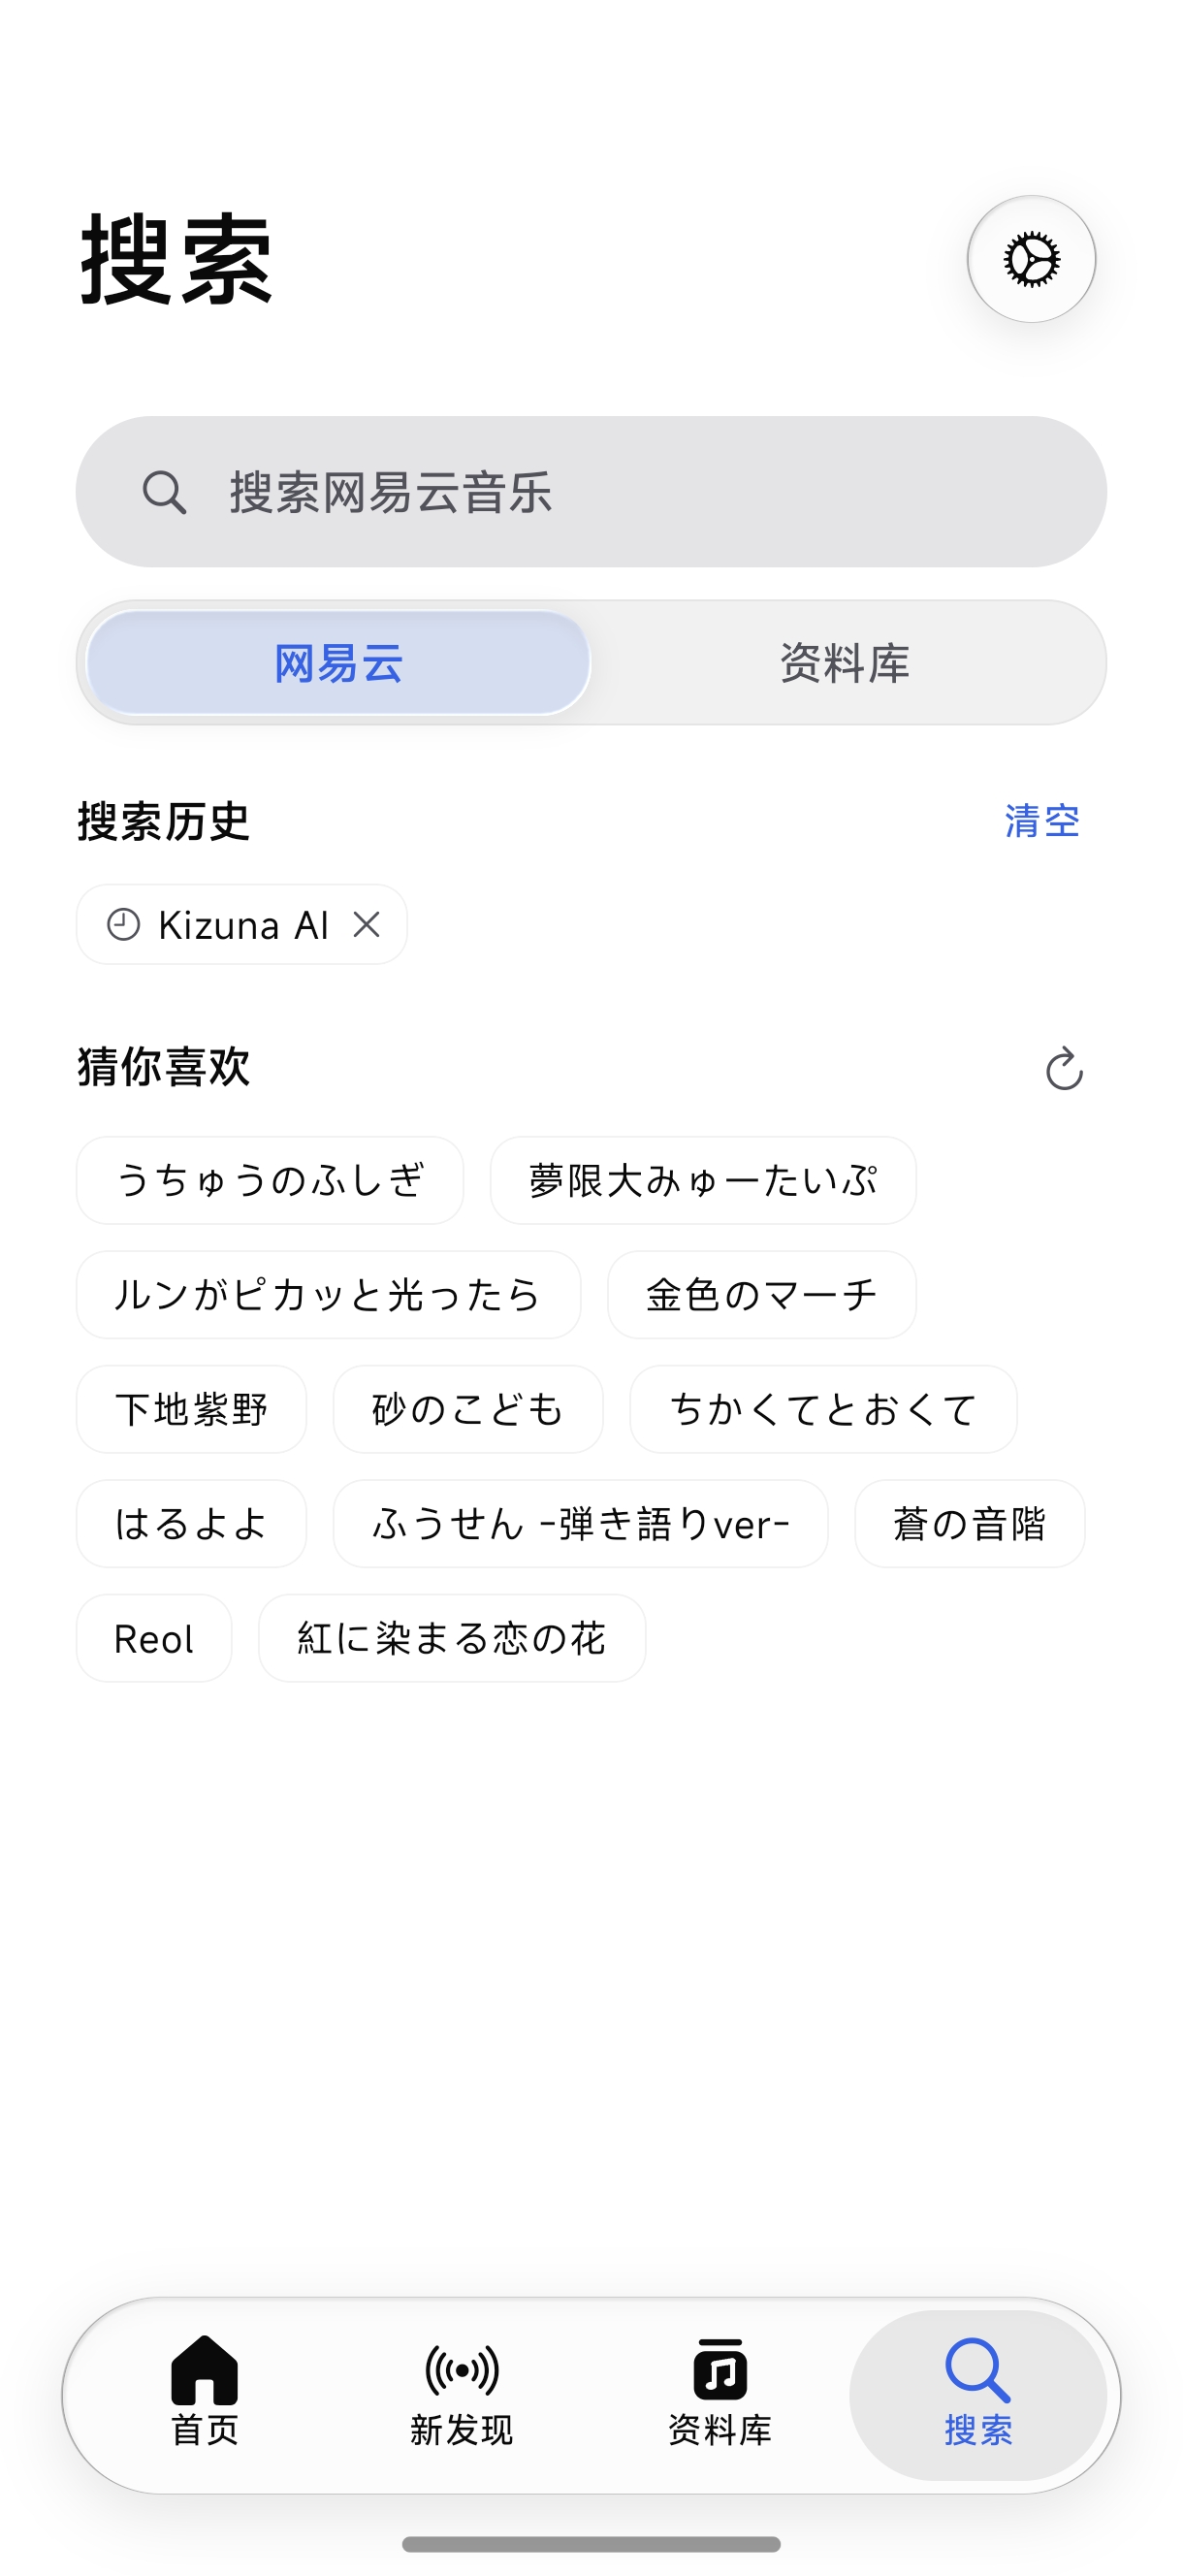 搜索
搜索网易云音乐
网易云 资料库
搜索历史 清空
Kizuna AI
猜你喜欢
うちゅうのふしぎ 夢限大みゅーたいぷ
ルンがピカッと光ったら 金色のマーチ
下地紫野 砂のこども ちかくてとおくて
はるよよ ふうせん -弾き語りver- 蒼の音階
Reol 紅に染まる恋の花
首页 新发现 资料库 搜索